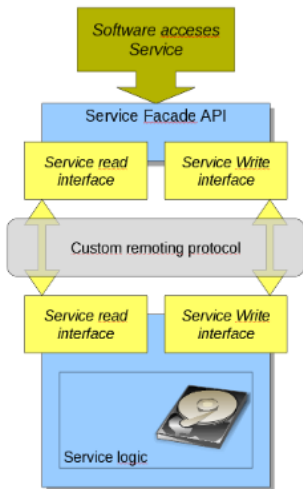 Software acceses
Service
Service Facade API
Service read
interface
Service Write
interface
Custom remoting protocol
Service read
interface
Service Write
interface
Service logic